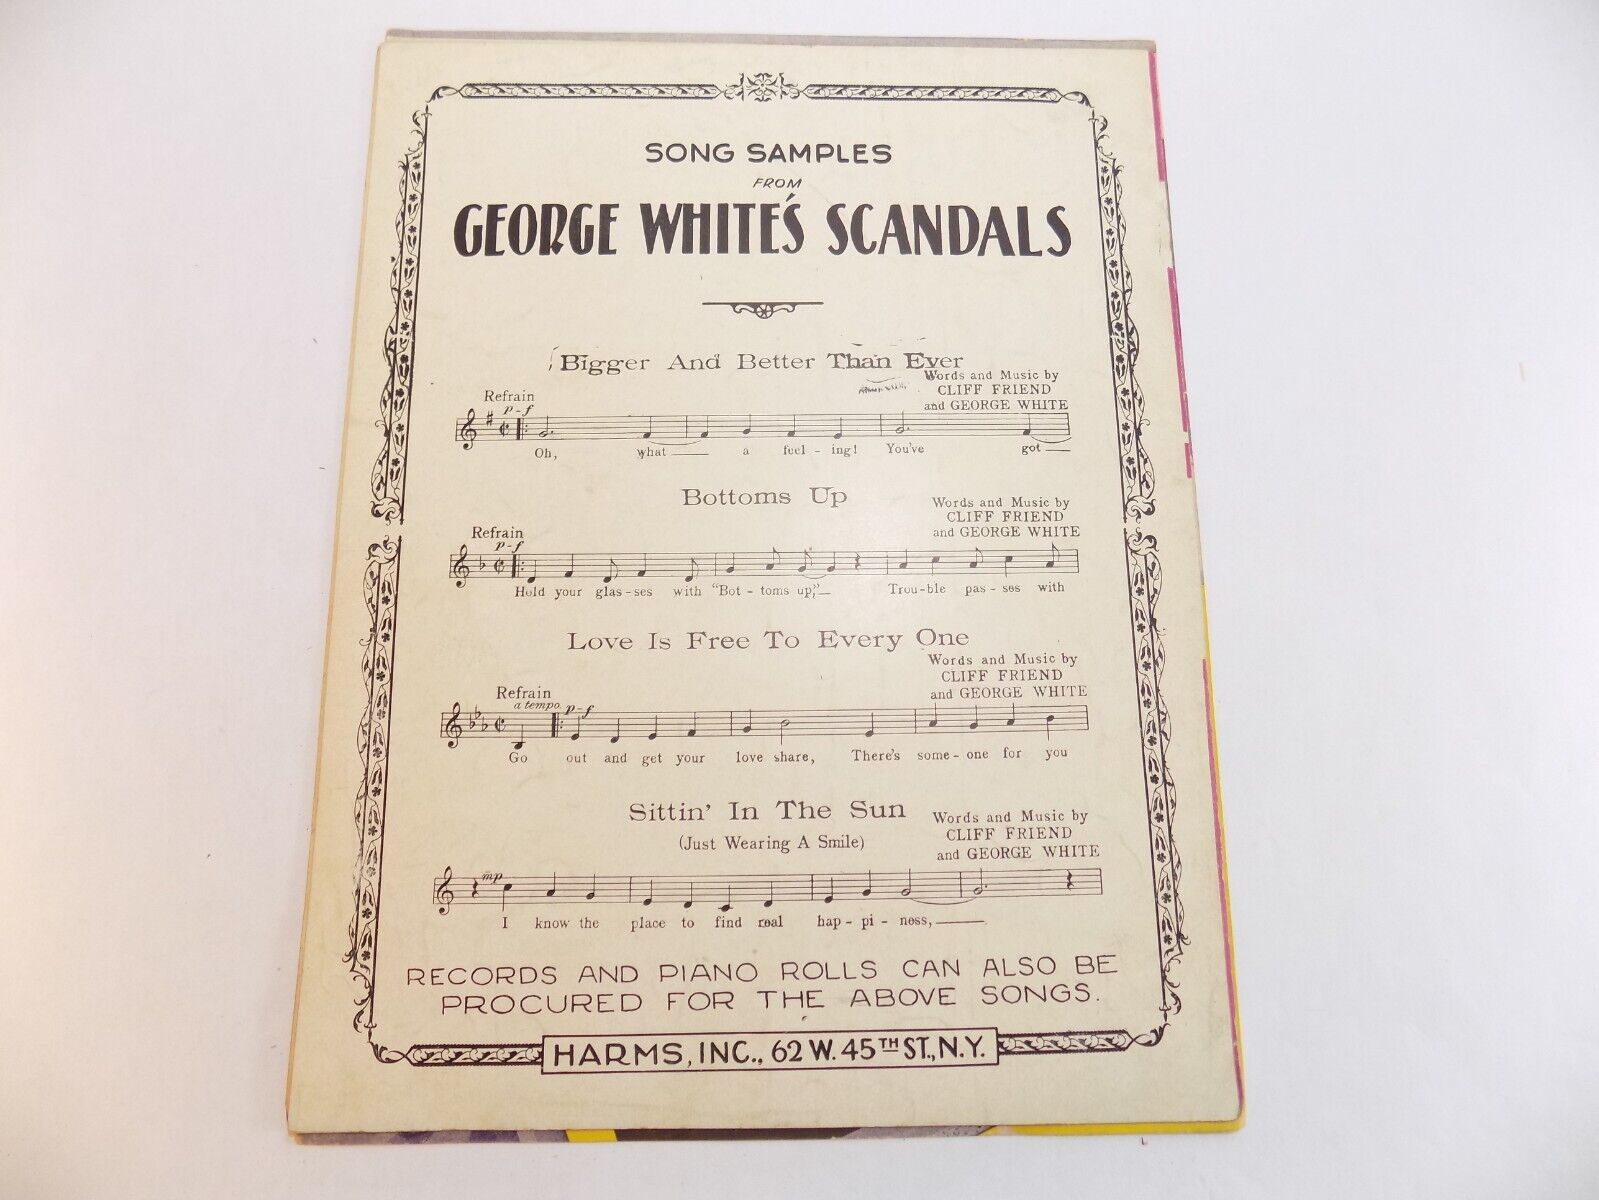 SONG SAMPLES
FROM
GEORGE WHITE'S SCANDALS
Bigger And Better Than Ever
Words and Music by
CLIFF FRIEND
and GEORGE WHITE
Refrain
p-f
Oh, what a feel-ing! You've got
Bottoms Up
Words and Music by
CLIFF FRIEND
and GEORGE WHITE
Refrain
p-f
Hold your glas-ses with "Bot-toms up," Trou-ble pas-ses with
Love Is Free To Every One
Words and Music by
CLIFF FRIEND
and GEORGE WHITE
Refrain
a tempo p-f
Go out and get your love share, There's some-one for you
Sittin' In The Sun
(Just Wearing A Smile)
Words and Music by
CLIFF FRIEND
and GEORGE WHITE
mp
I know the place to find real hap-pi-ness,
RECORDS AND PIANO ROLLS CAN ALSO BE
PROCURED FOR THE ABOVE SONGS.
HARMS, INC., 62 W. 45TH ST., N.Y.